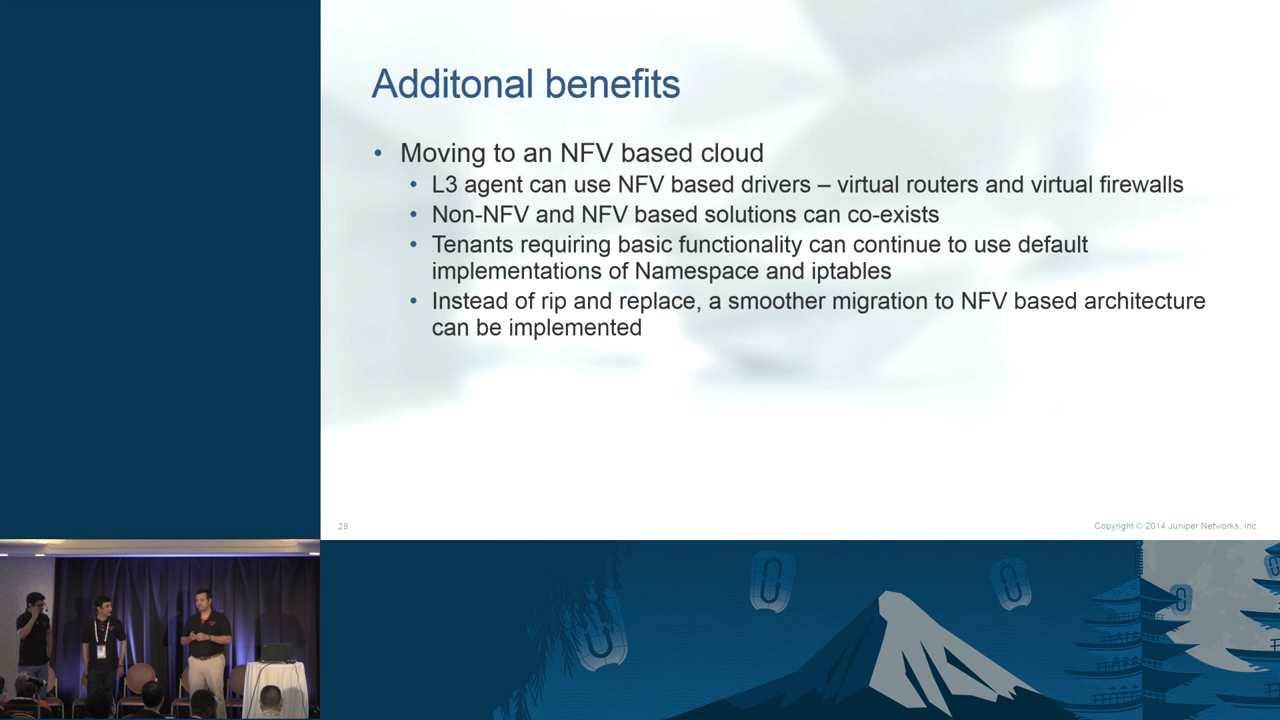 Additonal benefits
• Moving to an NFV based cloud
• L3 agent can use NFV based drivers – virtual routers and virtual firewalls
• Non-NFV and NFV based solutions can co-exists
• Tenants requiring basic functionality can continue to use default
implementations of Namespace and iptables
• Instead of rip and replace, a smoother migration to NFV based architecture
can be implemented
28
Copyright © 2014 Juniper Networks, Inc.